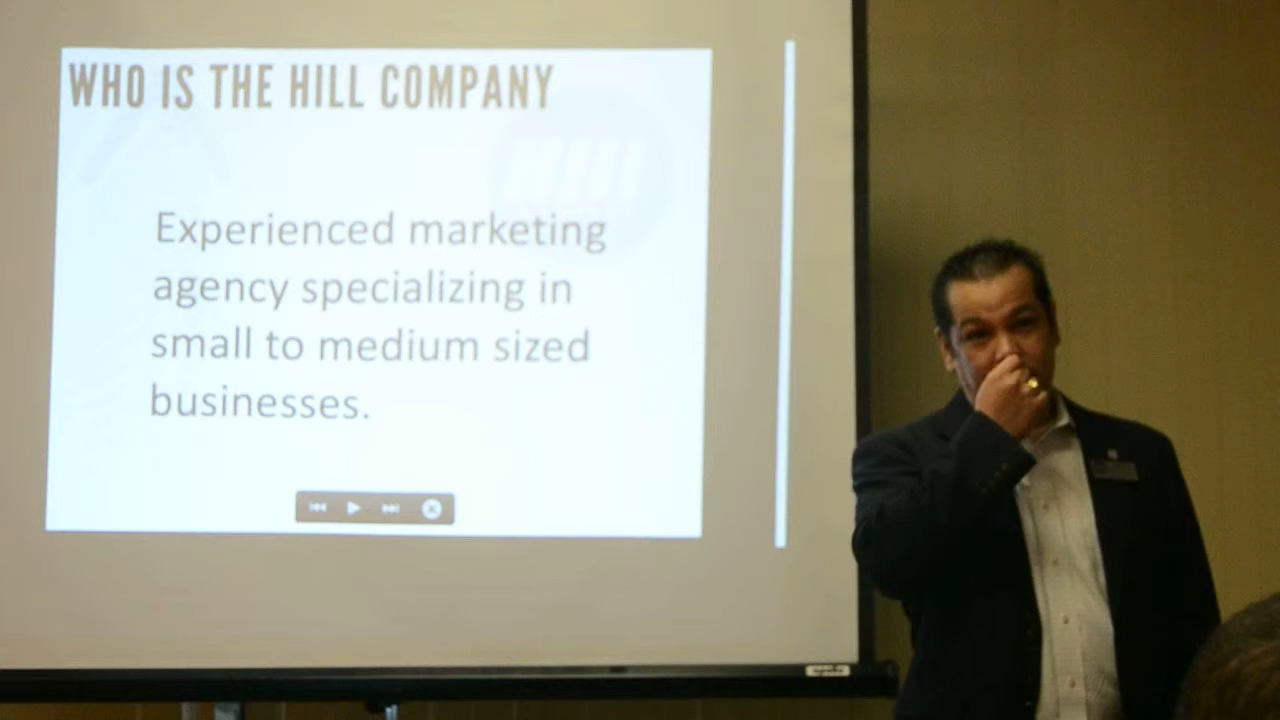 WHO IS THE HILL COMPANY
Experienced marketing
agency specializing in
small to medium sized
businesses.